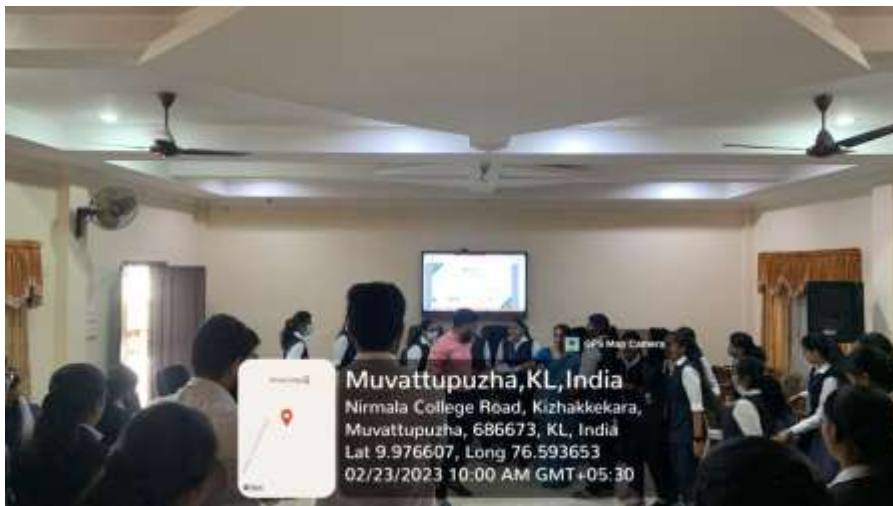 GPS Map Camera
Muvattupuzha,KL,India
Nirmala College Road, Kizhakkekara,
Muvattupuzha, 686673, KL, India
Lat 9.976607, Long 76.593653
02/23/2023 10:00 AM GMT+05:30